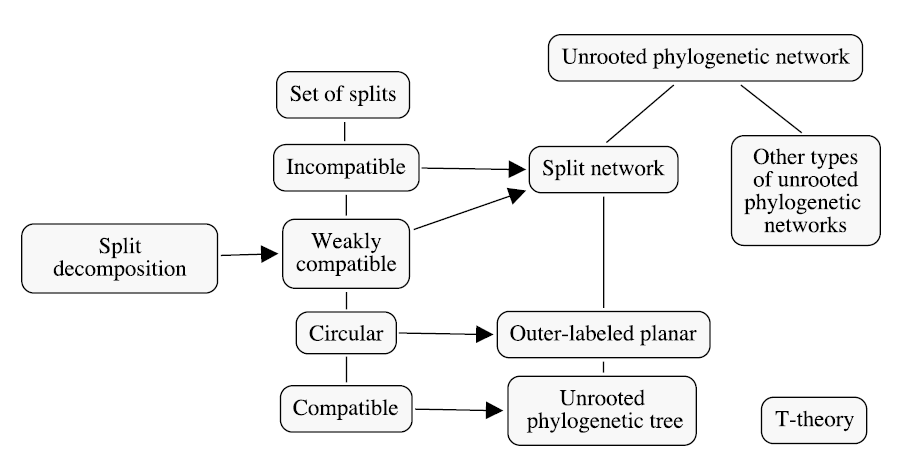 Unrooted phylogenetic network
Set of splits
Incompatible
Split network
Other types
of unrooted
phylogenetic
networks
Split
decomposition
Weakly
compatible
Circular
Outer-labeled planar
Compatible
Unrooted
phylogenetic tree
T-theory